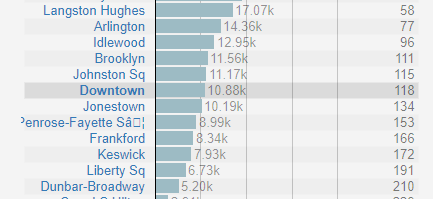 Langston Hughes 17.07k 58
Arlington 14.36k 77
Idlewood 12.95k 96
Brooklyn 11.56k 111
Johnston Sq 11.17k 115
Downtown 10.88k 118
Jonestown 10.19k 134
Penrose-Fayette Sâ¦ 8.99k 153
Frankford 8.34k 166
Keswick 7.93k 172
Liberty Sq 6.73k 191
Dunbar-Broadway 5.20k 210